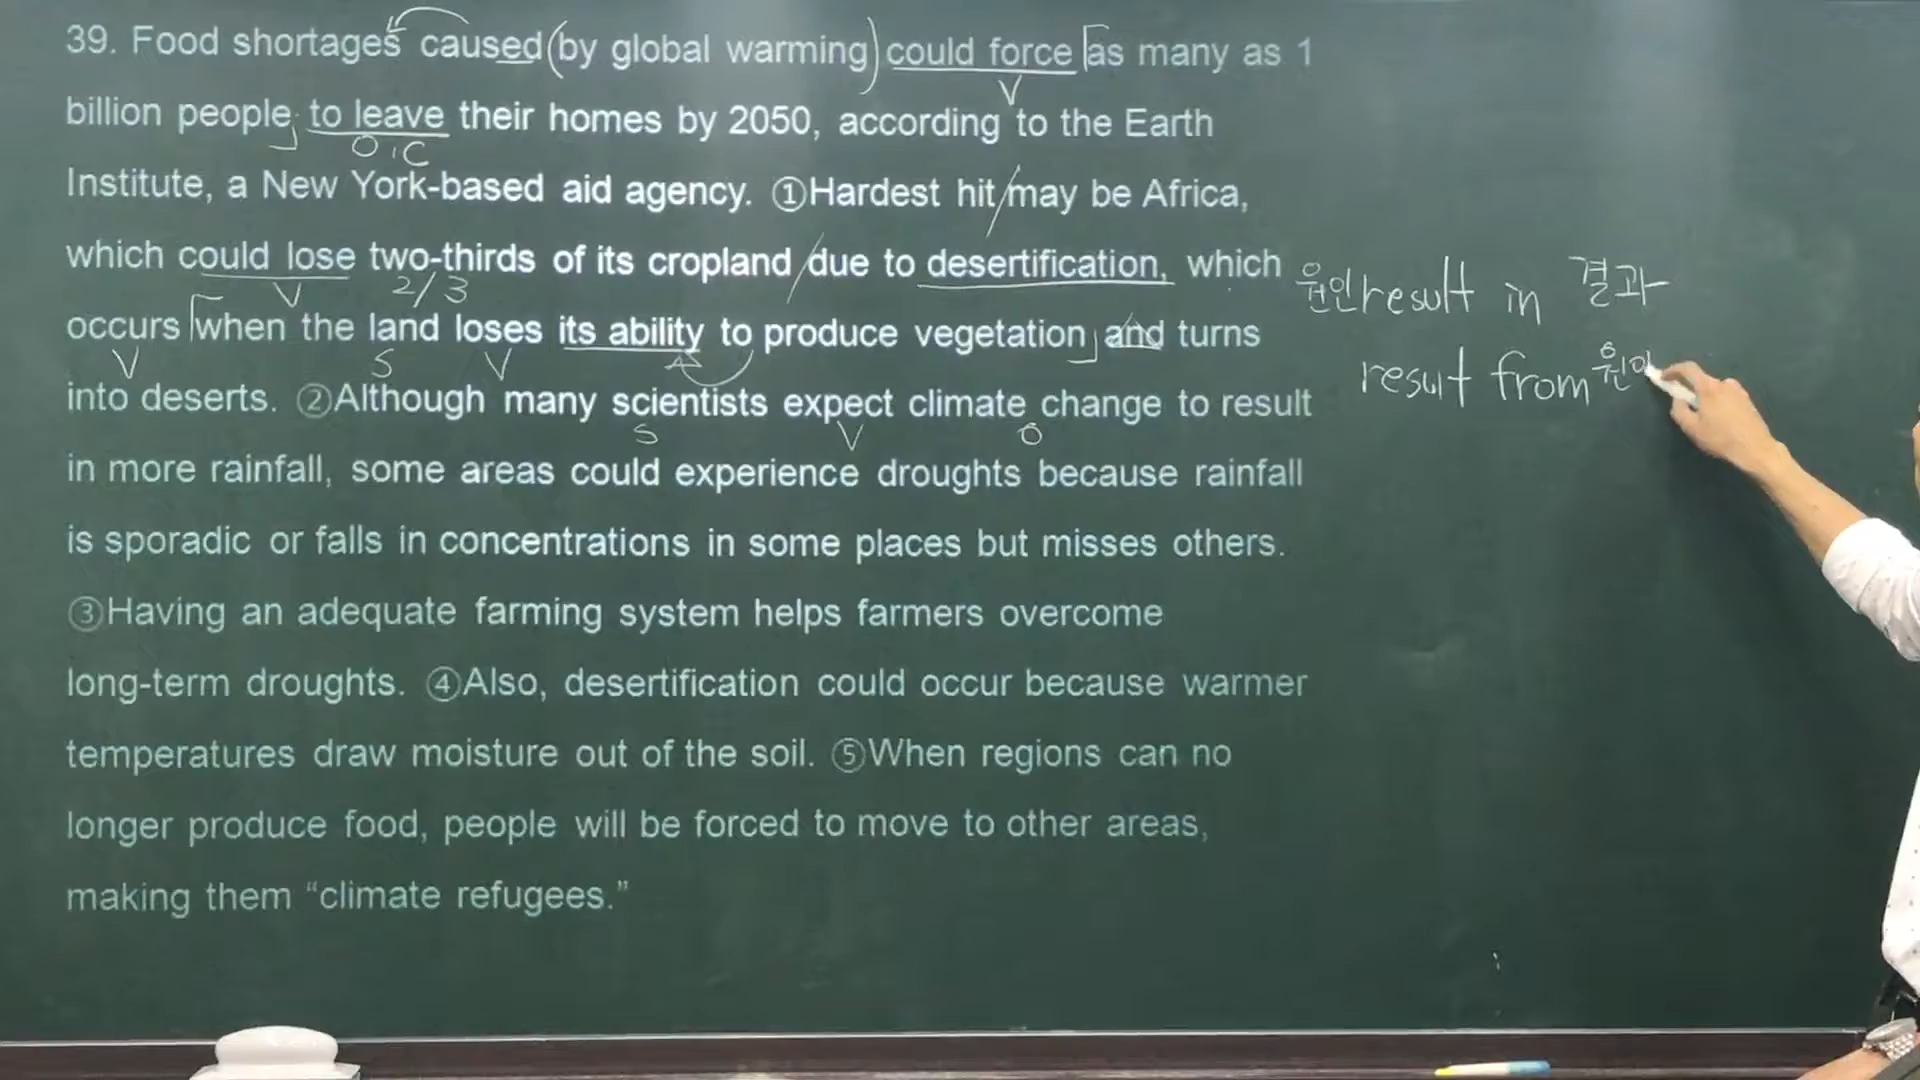 39. Food shortages caused (by global warming) could force [as many as 1
V
billion people] to leave their homes by 2050, according to the Earth
O.C
Institute, a New York-based aid agency. ①Hardest hit / may be Africa,
which could lose two-thirds of its cropland / due to desertification, which
V 2/3
원인 result in 결과
occurs [when the land loses its ability to produce vegetation] and turns
V S V
result from 원인
into deserts. ②Although many scientists expect climate change to result
S V O
in more rainfall, some areas could experience droughts because rainfall
is sporadic or falls in concentrations in some places but misses others.
③Having an adequate farming system helps farmers overcome
long-term droughts. ④Also, desertification could occur because warmer
temperatures draw moisture out of the soil. ⑤When regions can no
longer produce food, people will be forced to move to other areas,
making them “climate refugees.”